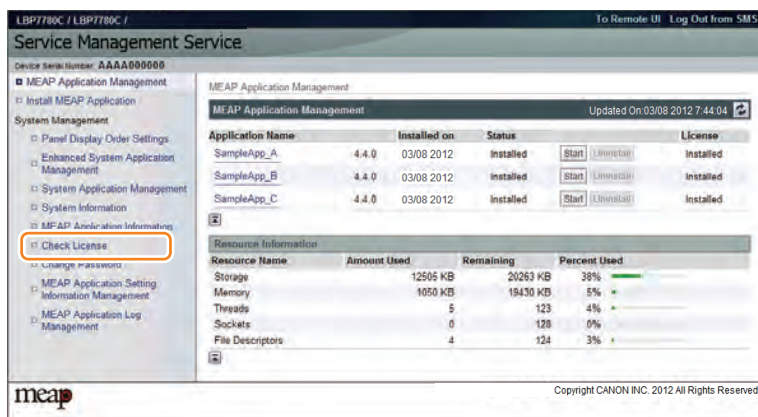 LBP7780C / LBP7780C /
To Remote UI Log Out from SMS
Service Management Service
Device Serial Number: AAAA000000
MEAP Application Management
Install MEAP Application
System Management
Panel Display Order Settings
Enhanced System Application
Management
System Application Management
System Information
MEAP Application Information
Check License
Change Password
MEAP Application Setting
Information Management
MEAP Application Log
Management
MEAP Application Management
MEAP Application Management Updated On:03/08 2012 7:44:04
Application Name Installed on Status License
SampleApp_A 4.4.0 03/08 2012 Installed Start Uninstall Installed
SampleApp_B 4.4.0 03/08 2012 Installed Start Uninstall Installed
SampleApp_C 4.4.0 03/08 2012 Installed Start Uninstall Installed
Resource Information
Resource Name Amount Used Remaining Percent Used
Storage 12505 KB 20263 KB 38%
Memory 1050 KB 19430 KB 5%
Threads 5 123 4%
Sockets 0 128 0%
File Descriptors 4 124 3%
meap
Copyright CANON INC. 2012 All Rights Reserved